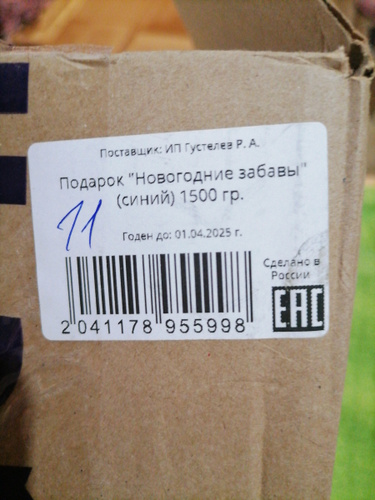 Поставщик: ИП Густелев Р. А.
Подарок "Новогодние забавы"
(синий) 1500 гр.
11
Годен до: 01.04.2025 г.
Сделано в
России
EAC
2 041178 955998